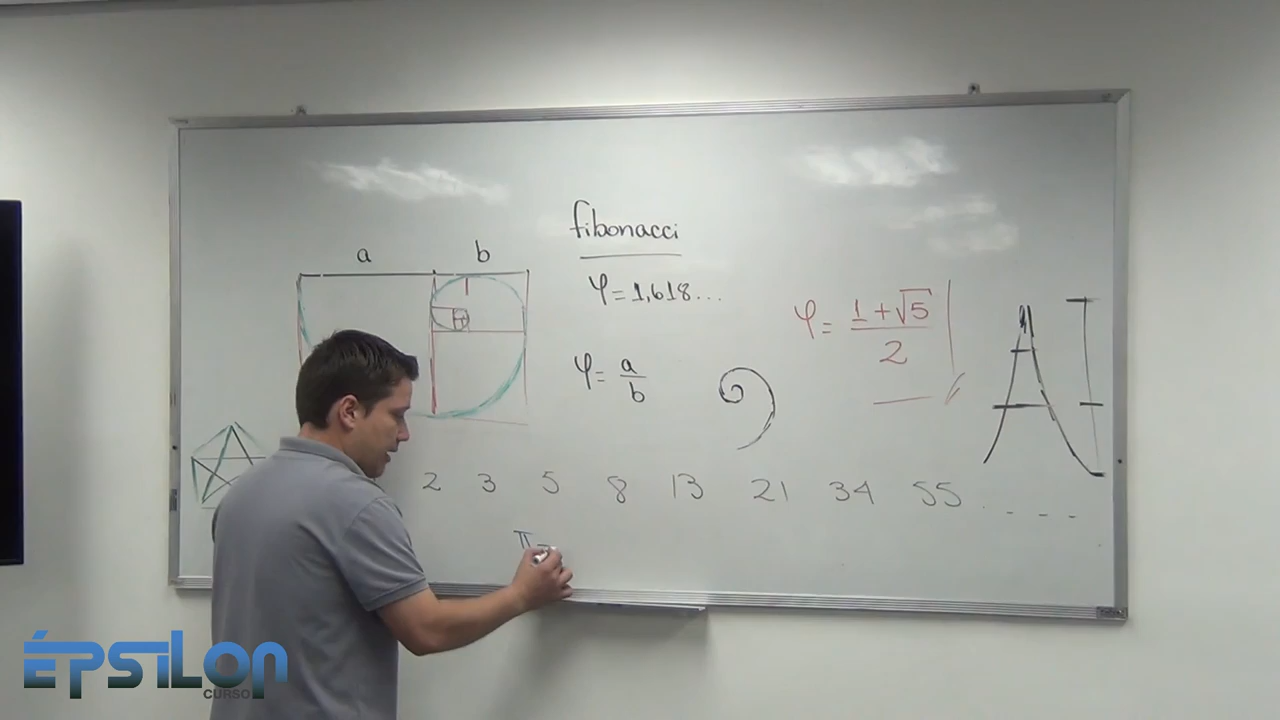 fibonacci
a b
φ = 1,618...
φ = a/b
φ = 1+√5/2
2 3 5 8 13 21 34 55 . - - -
π =
ÉPSILON
CURSO